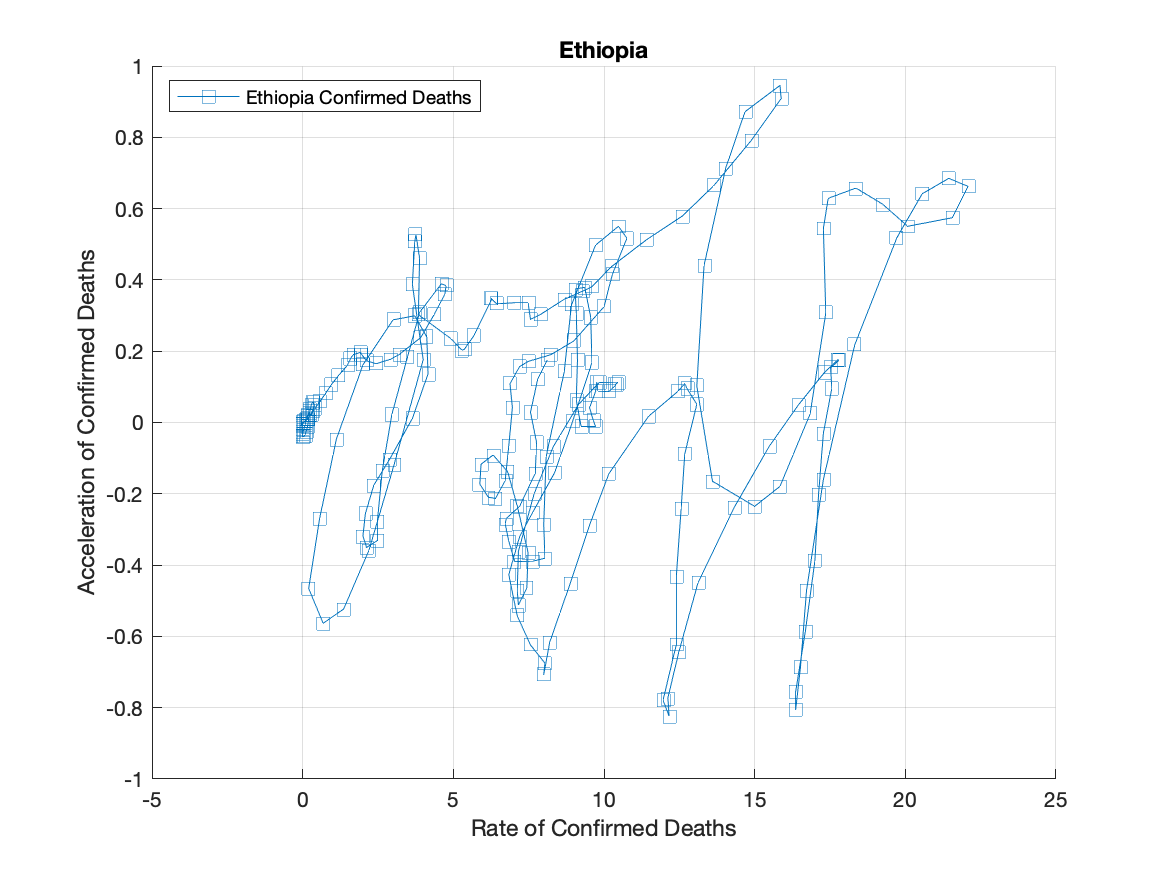 Ethiopia
Ethiopia Confirmed Deaths
1
0.8
0.6
0.4
0.2
0
-0.2
-0.4
-0.6
-0.8
-1
Acceleration of Confirmed Deaths
-5 0 5 10 15 20 25
Rate of Confirmed Deaths